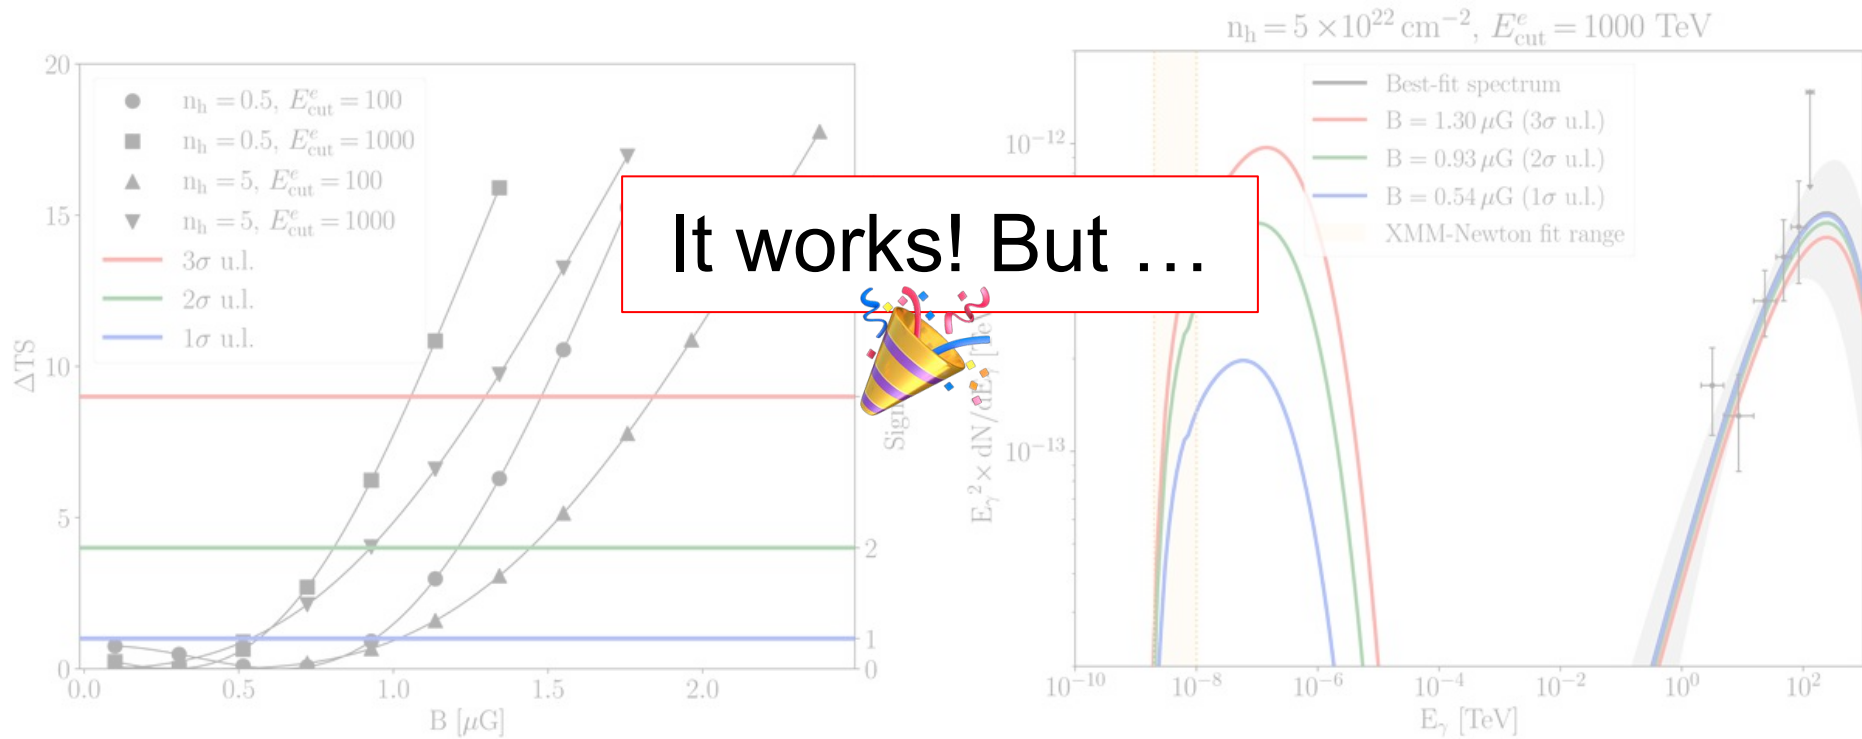 20
15
10
5
0
ΔTS
n_h = 0.5, E^e_cut = 100
n_h = 0.5, E^e_cut = 1000
n_h = 5, E^e_cut = 100
n_h = 5, E^e_cut = 1000
3σ u.l.
2σ u.l.
1σ u.l.
0.0 0.5 1.0 1.5 2.0
B [μG]
2
1
0
It works! But …
n_h = 5 × 10^22 cm^−2, E^e_cut = 1000 TeV
Best-fit spectrum
B = 1.30 μG (3σ u.l.)
B = 0.93 μG (2σ u.l.)
B = 0.54 μG (1σ u.l.)
XMM-Newton fit range
10^−12
10^−13
E_γ^2 × dN/dE_γ
10^−10 10^−8 10^−6 10^−4 10^−2 10^0 10^2
E_γ [TeV]